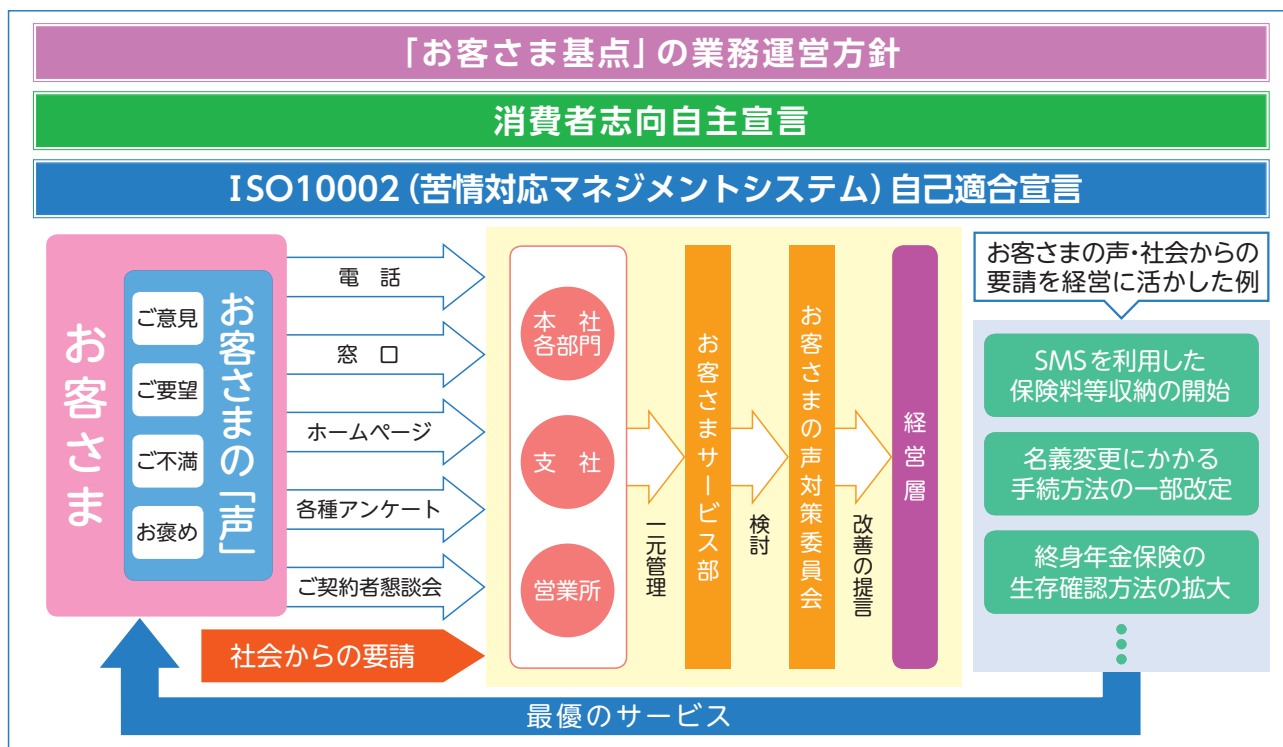 「お客さま基点」の業務運営方針
消費者志向自主宣言
ISO10002（苦情対応マネジメントシステム）自己適合宣言
お客さま
お客さまの「声」
ご意見
ご要望
ご不満
お褒め
電　話
窓　口
ホームページ
各種アンケート
ご契約者懇談会
社会からの要請
本　社
各部門
支　社
営業所
一元管理
お客さまサービス部
検討
お客さまの声対策委員会
改善の提言
経営層
お客さまの声・社会からの
要請を経営に活かした例
SMSを利用した
保険料等収納の開始
名義変更にかかる
手続方法の一部改定
終身年金保険の
生存確認方法の拡大
最優のサービス